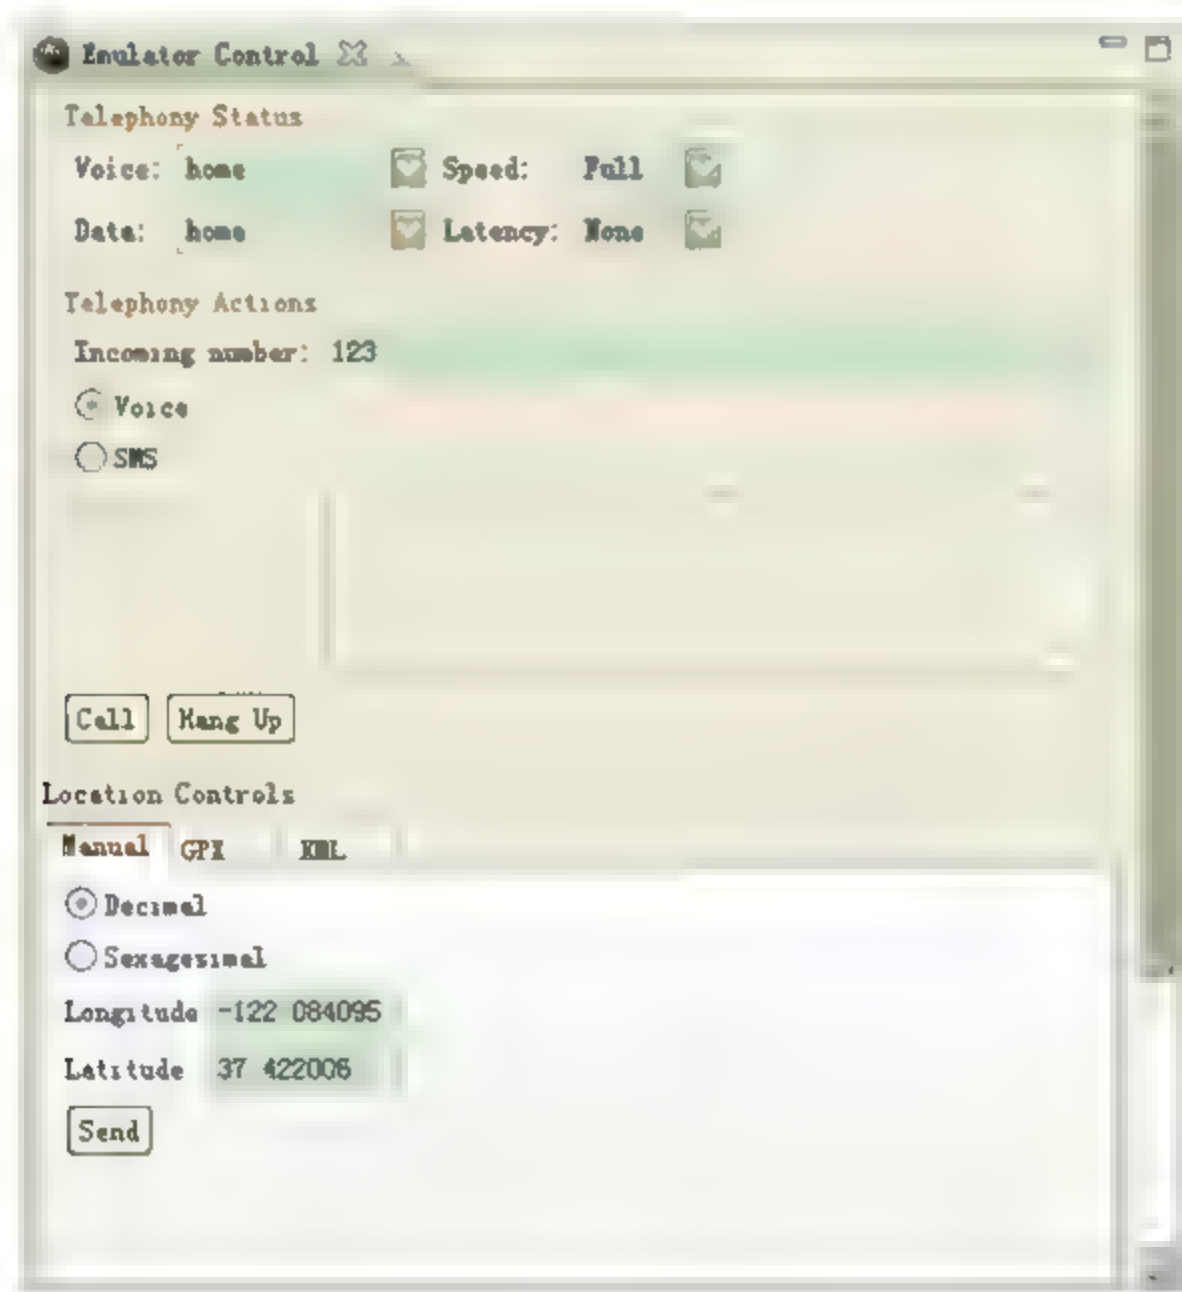 Emulator Control
Telephony Status
Voice: home Speed: Full
Data: home Latency: None
Telephony Actions
Incoming number: 123
Voice
SMS
Call Hang Up
Location Controls
Manual GPX KML
Decimal
Sexagesimal
Longitude -122 084095
Latitude 37 422006
Send